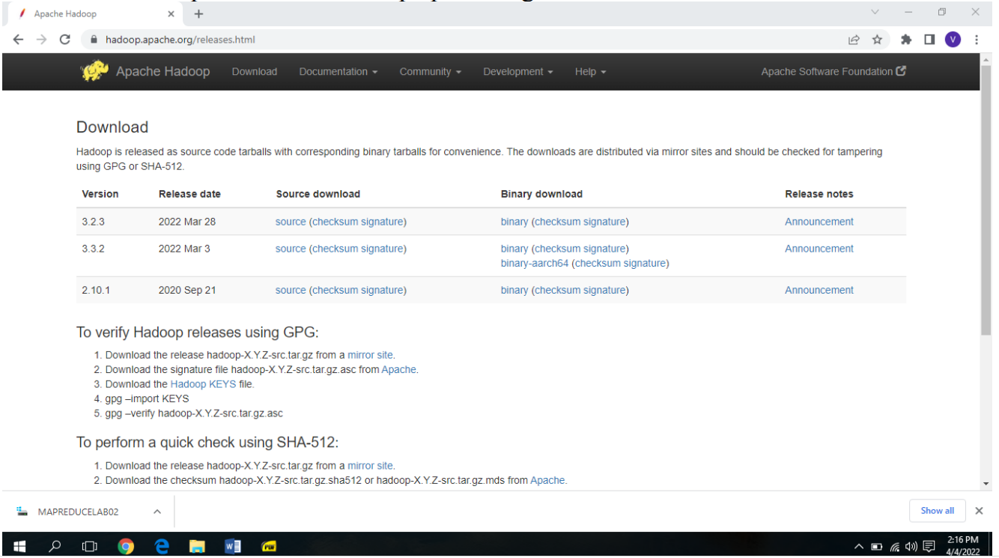 Apache Hadoop
hadoop.apache.org/releases.html
V
Apache Hadoop Download Documentation Community Development Help Apache Software Foundation
Download
Hadoop is released as source code tarballs with corresponding binary tarballs for convenience. The downloads are distributed via mirror sites and should be checked for tampering
using GPG or SHA-512.
Version Release date Source download Binary download Release notes
3.2.3 2022 Mar 28 source (checksum signature) binary (checksum signature) Announcement
3.3.2 2022 Mar 3 source (checksum signature) binary (checksum signature) Announcement
binary-aarch64 (checksum signature)
2.10.1 2020 Sep 21 source (checksum signature) binary (checksum signature) Announcement
To verify Hadoop releases using GPG:
1. Download the release hadoop-X.Y.Z-src.tar.gz from a mirror site.
2. Download the signature file hadoop-X.Y.Z-src.tar.gz.asc from Apache.
3. Download the Hadoop KEYS file.
4. gpg –import KEYS
5. gpg –verify hadoop-X.Y.Z-src.tar.gz.asc
To perform a quick check using SHA-512:
1. Download the release hadoop-X.Y.Z-src.tar.gz from a mirror site.
2. Download the checksum hadoop-X.Y.Z-src.tar.gz.sha512 or hadoop-X.Y.Z-src.tar.gz.mds from Apache.
MAPREDUCELAB02 Show all
2:16 PM
4/4/2022